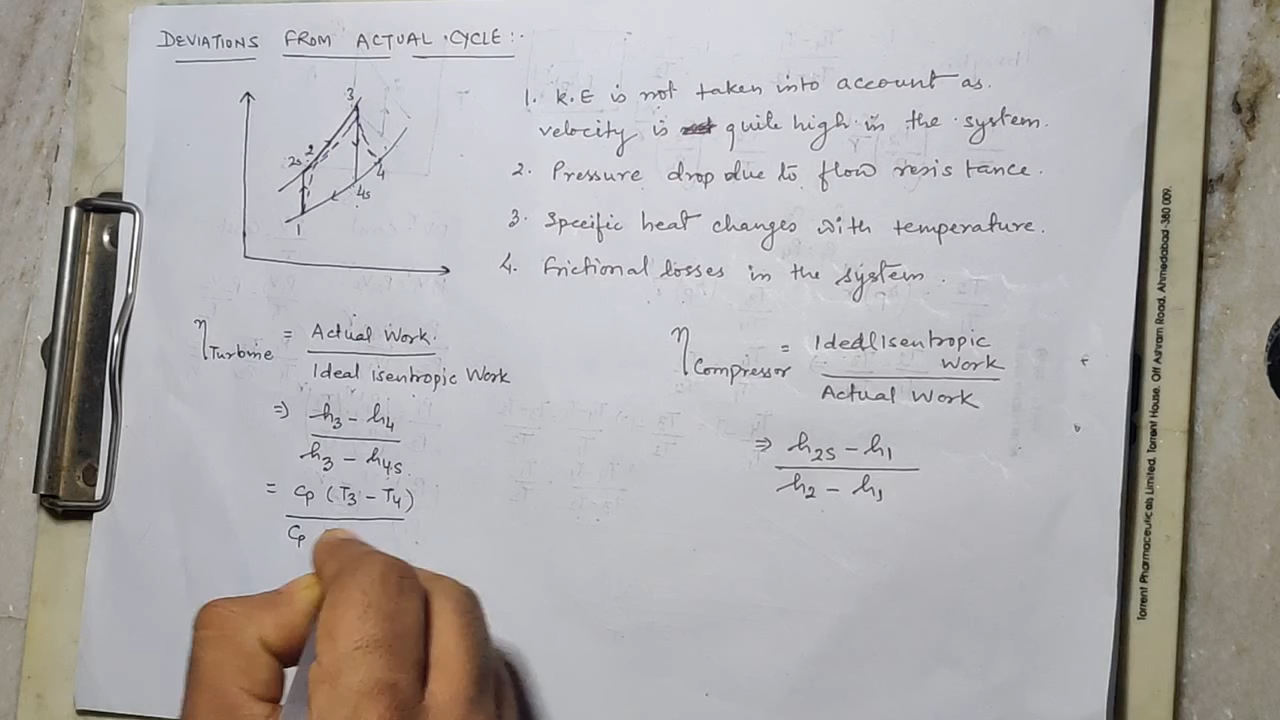 DEVIATIONS FROM ACTUAL CYCLE:.
3
2s 2
4
4s
1
1. K.E is not taken into account as.
velocity is quite high in the system.
2. Pressure drop due to flow resistance.
3. Specific heat changes with temperature.
4. Frictional losses in the system.
η Turbine = Actual Work.
Ideal isentropic Work
⇒ h3 - h4
h3 - h4s.
= Cp (T3 - T4)
Cp
η Compressor = Ideal Isentropic
Work
Actual Work
⇒ h2s - h1
h2 - h1
Torrent Pharmaceuticals Limited, Torrent House, Off Ashram Road, Ahmedabad-380 009.